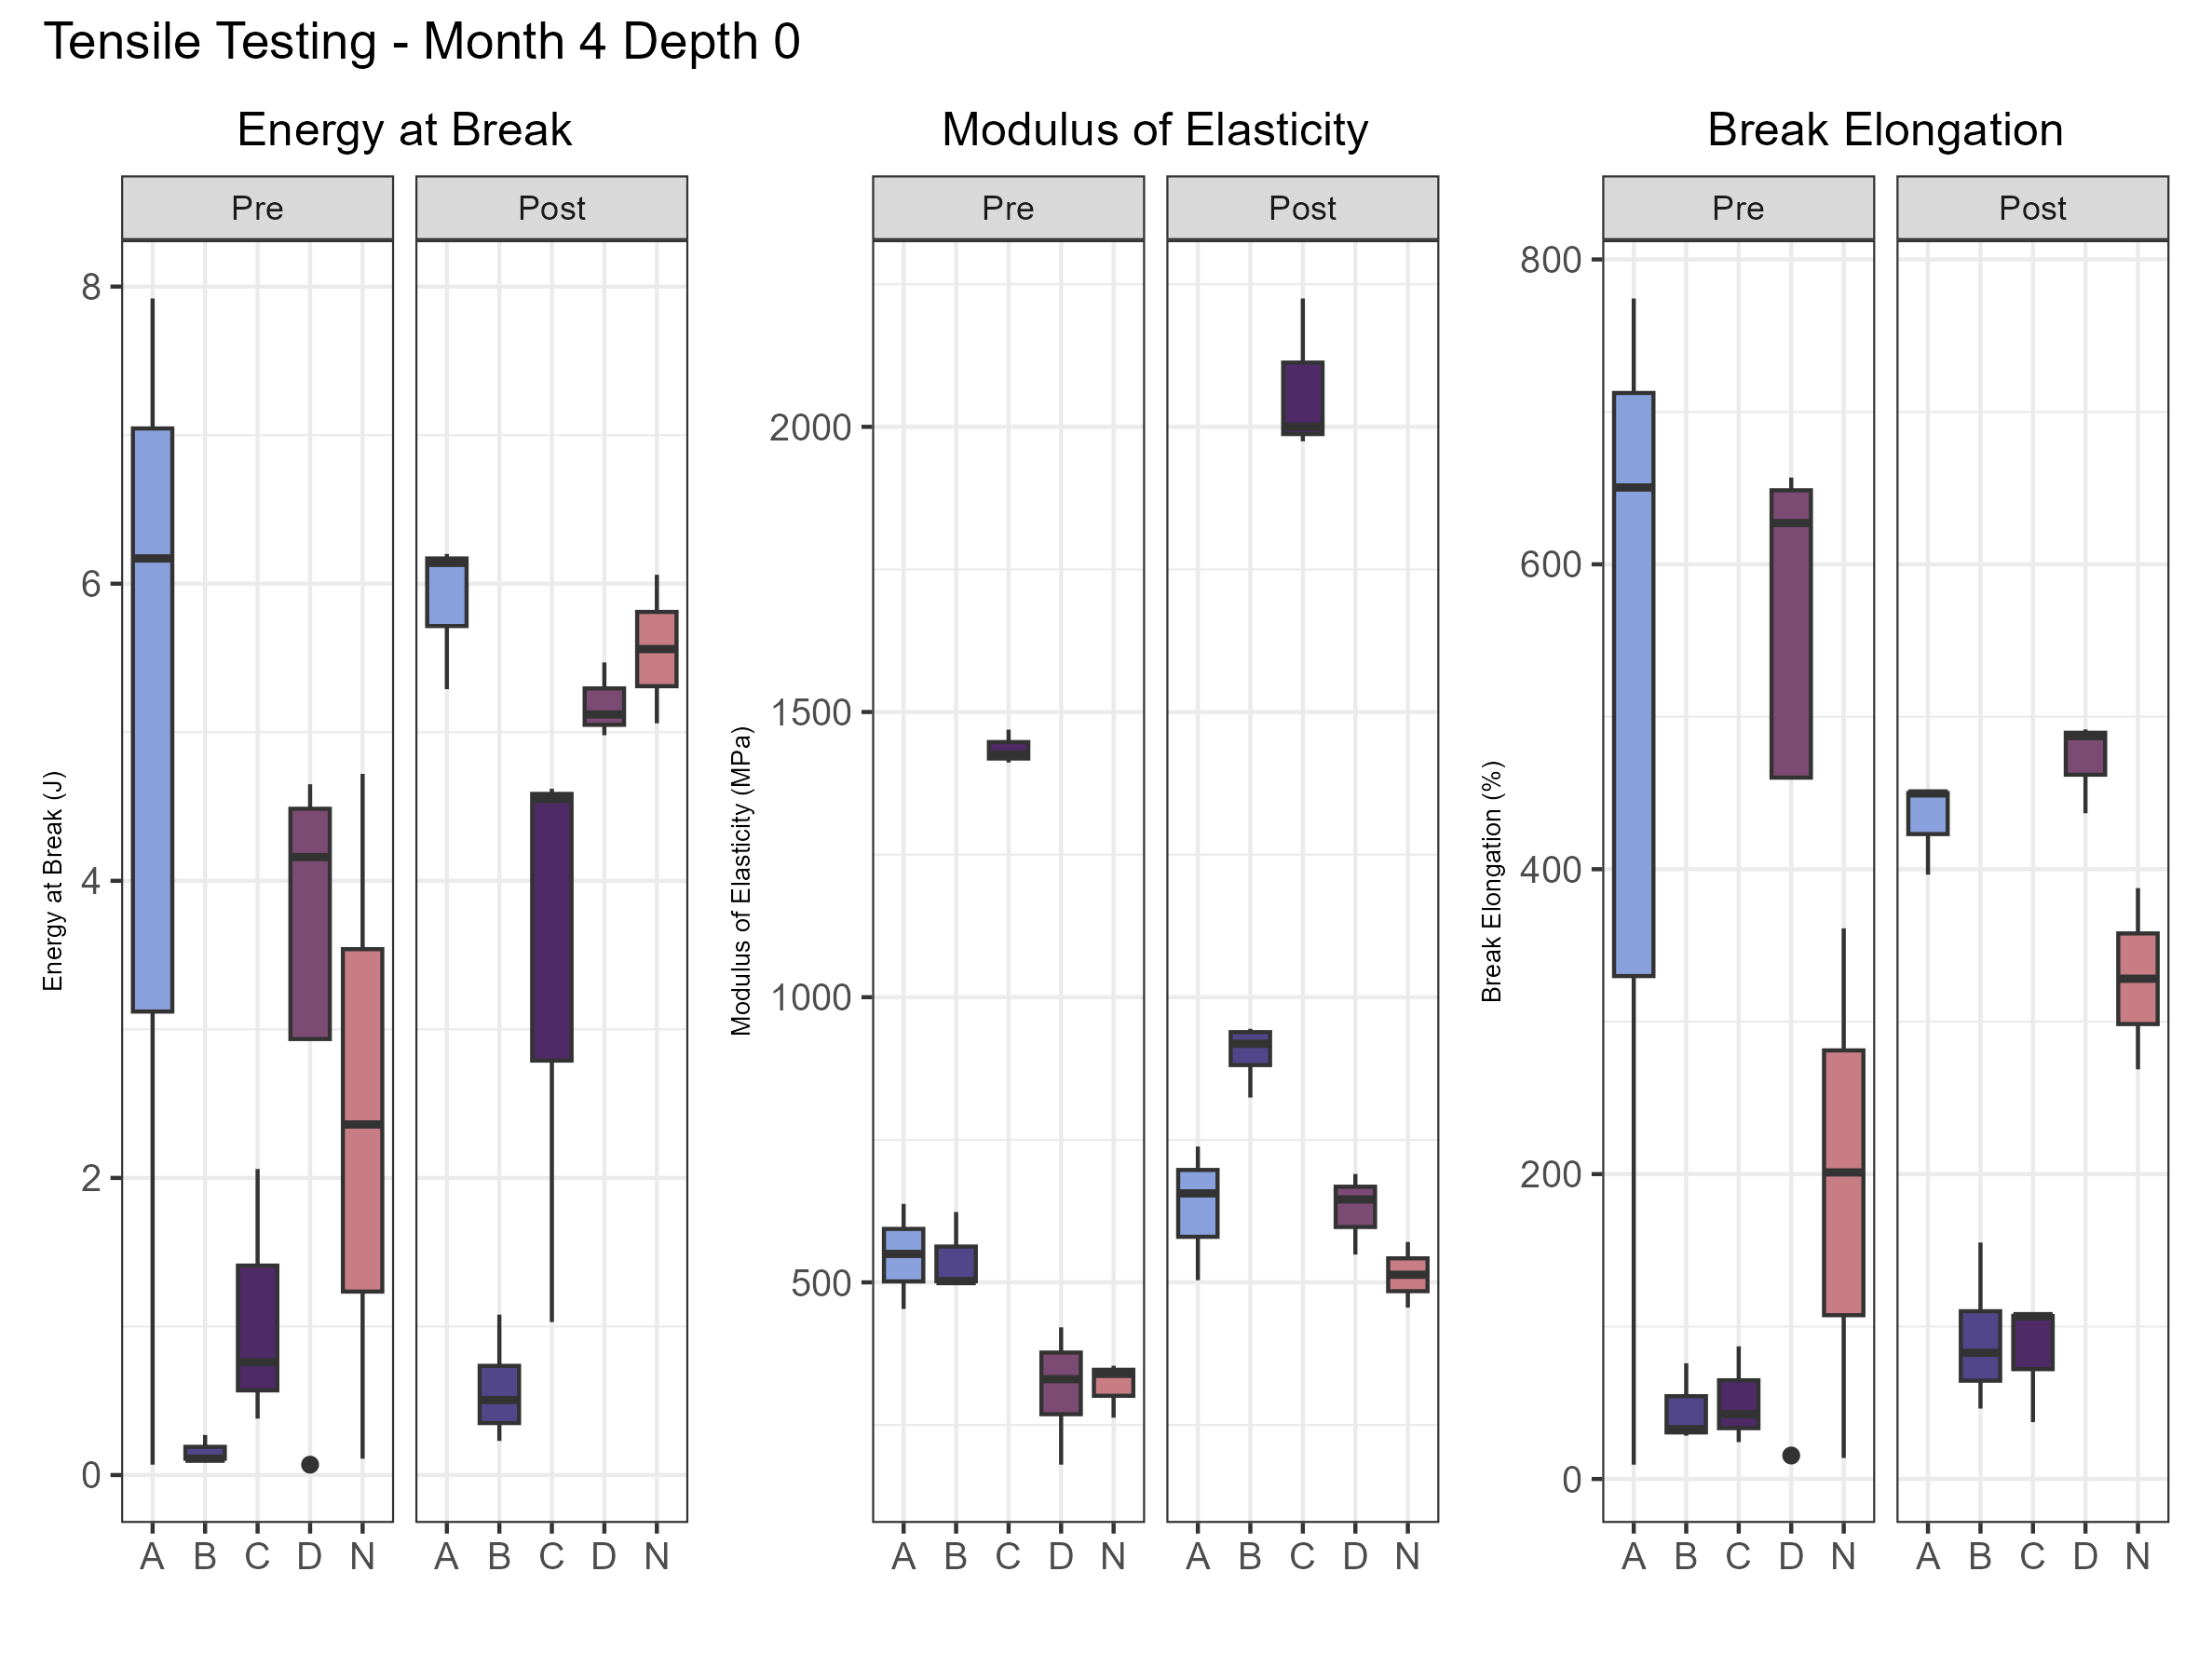 Tensile Testing - Month 4 Depth 0
Energy at Break
Modulus of Elasticity
Break Elongation
Pre
Post
Pre
Post
Pre
Post
Energy at Break (J)
8
6
4
2
0
A B C D N
A B C D N
Modulus of Elasticity (MPa)
2000
1500
1000
500
A B C D N
A B C D N
Break Elongation (%)
800
600
400
200
0
A B C D N
A B C D N